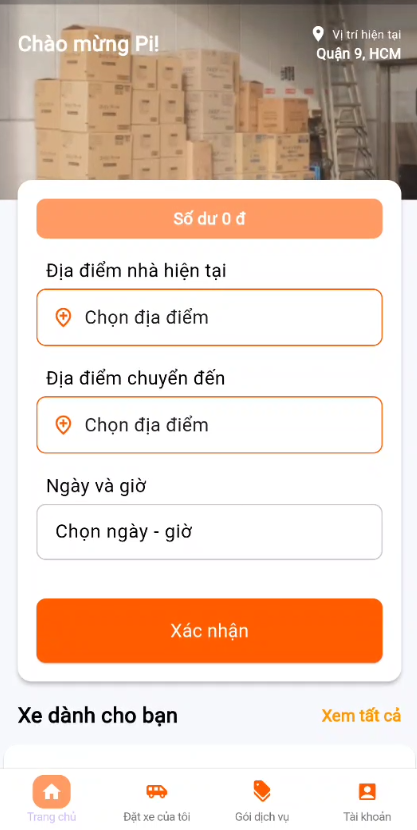 Chào mừng Pi!
Vị trí hiện tại
Quận 9, HCM
Số dư 0 đ
Địa điểm nhà hiện tại
Chọn địa điểm
Địa điểm chuyển đến
Chọn địa điểm
Ngày và giờ
Chọn ngày - giờ
Xác nhận
Xe dành cho bạn
Xem tất cả
Trang chủ
Đặt xe của tôi
Gói dịch vụ
Tài khoản